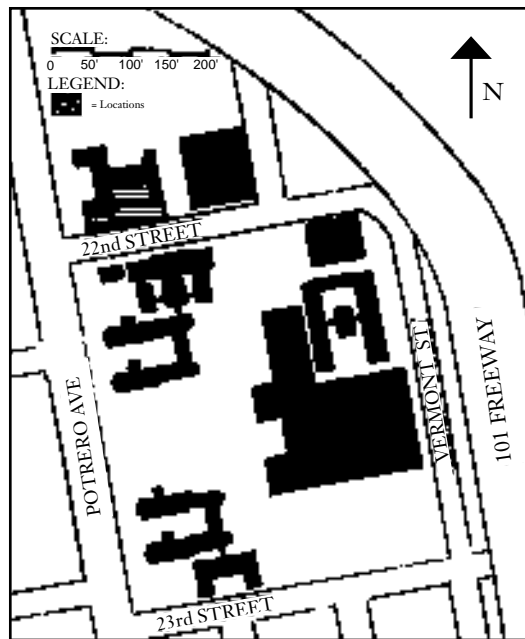 SCALE:
0 50' 100' 150' 200'
LEGEND:
= Locations
N
22nd STREET
POTRERO AVE
VERMONT ST.
101 FREEWAY
23rd STREET